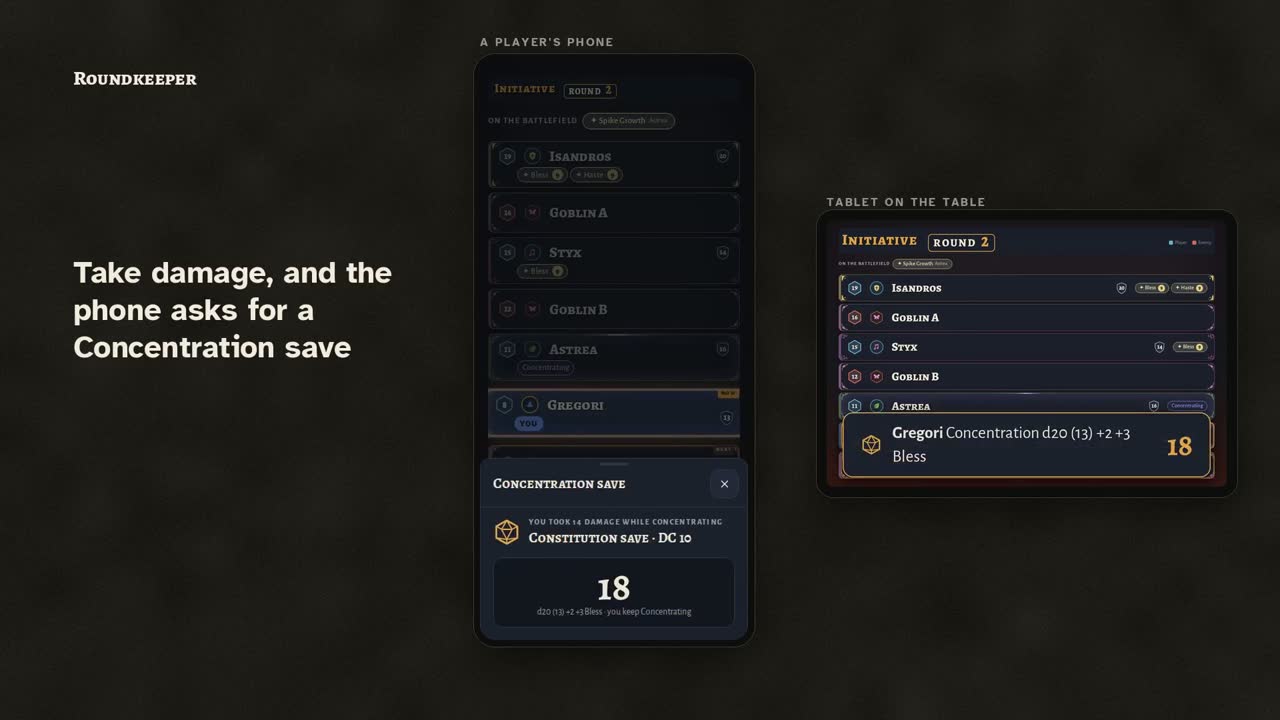 Roundkeeper
Take damage, and the
phone asks for a
Concentration save
A PLAYER'S PHONE
Initiative ROUND 2
ON THE BATTLEFIELD Spike Growth Astrea
19 Isandros 20
Bless Haste
16 Goblin A
15 Styx 14
Bless
12 Goblin B
11 Astrea 16
Concentrating
8 Gregori 13
YOU
NEXT
Concentration save
YOU TOOK 14 DAMAGE WHILE CONCENTRATING
Constitution save · DC 10
18
d20 (13) +2 +3 Bless · you keep Concentrating
TABLET ON THE TABLE
Initiative ROUND 2
Player Enemy
ON THE BATTLEFIELD Spike Growth Astrea
19 Isandros 20 Bless Haste
16 Goblin A
15 Styx 14 Bless
12 Goblin B
11 Astrea 16 Concentrating
Gregori Concentration d20 (13) +2 +3
Bless
18